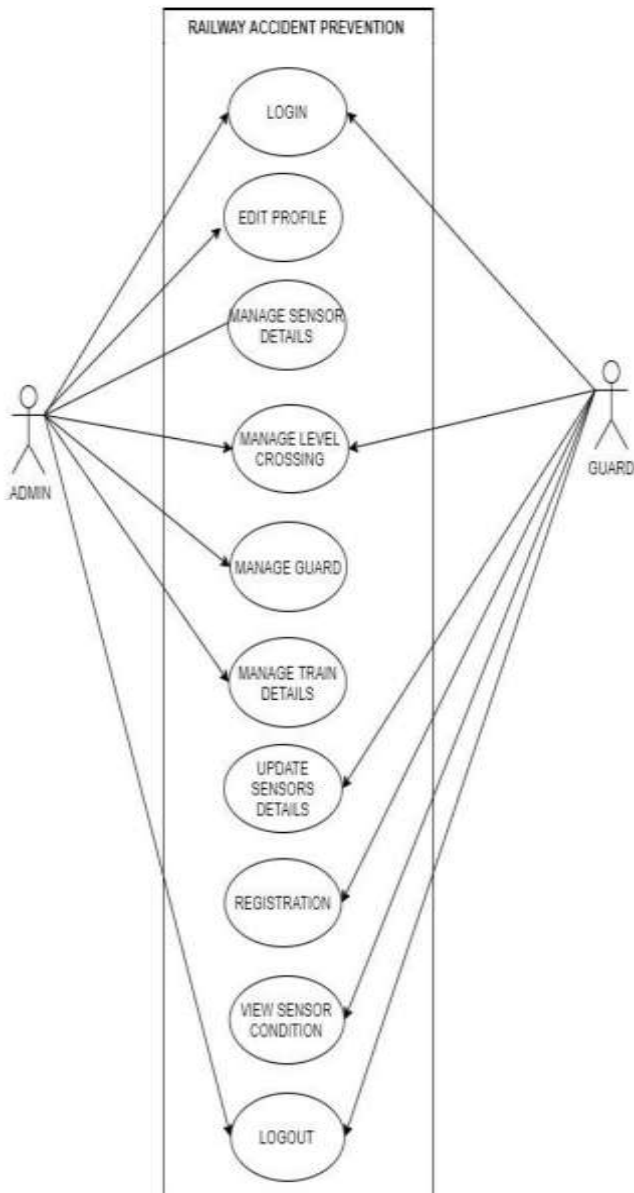 RAILWAY ACCIDENT PREVENTION
LOGIN
EDIT PROFILE
MANAGE SENSOR
DETAILS
MANAGE LEVEL
CROSSING
ADMIN
GUARD
MANAGE GUARD
MANAGE TRAIN
DETAILS
UPDATE
SENSORS
DETAILS
REGISTRATION
VIEW SENSOR
CONDITION
LOGOUT